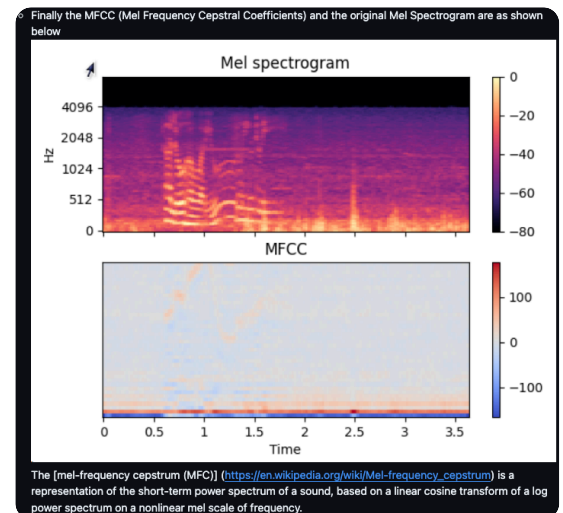 Finally the MFCC (Mel Frequency Cepstral Coefficients) and the original Mel Spectrogram are as shown
below
Mel spectrogram
4096
2048
1024
512
0
Hz
0
−20
−40
−60
−80
MFCC
100
0
−100
0
0.5
1
1.5
2
2.5
3
3.5
Time
The [mel-frequency cepstrum (MFC)] (https://en.wikipedia.org/wiki/Mel-frequency_cepstrum) is a
representation of the short-term power spectrum of a sound, based on a linear cosine transform of a log
power spectrum on a nonlinear mel scale of frequency.